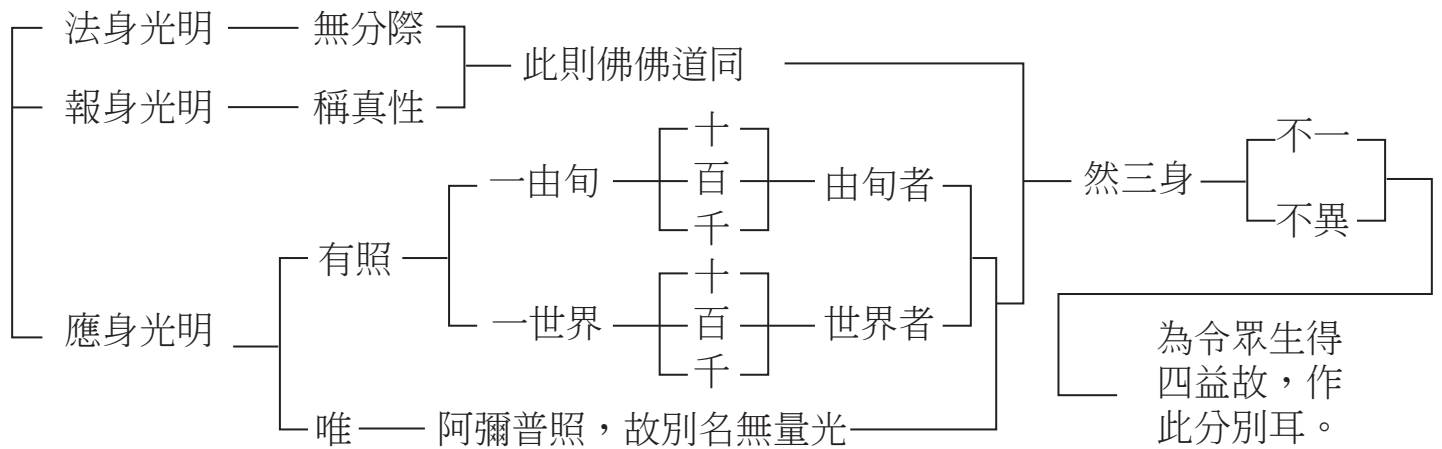 法身光明
無分際
報身光明
稱真性
此則佛佛道同
應身光明
有照
一由旬
十
百
千
由旬者
一世界
十
百
千
世界者
唯
阿彌普照，故別名無量光
然三身
不一
不異
為令眾生得
四益故，作
此分別耳。